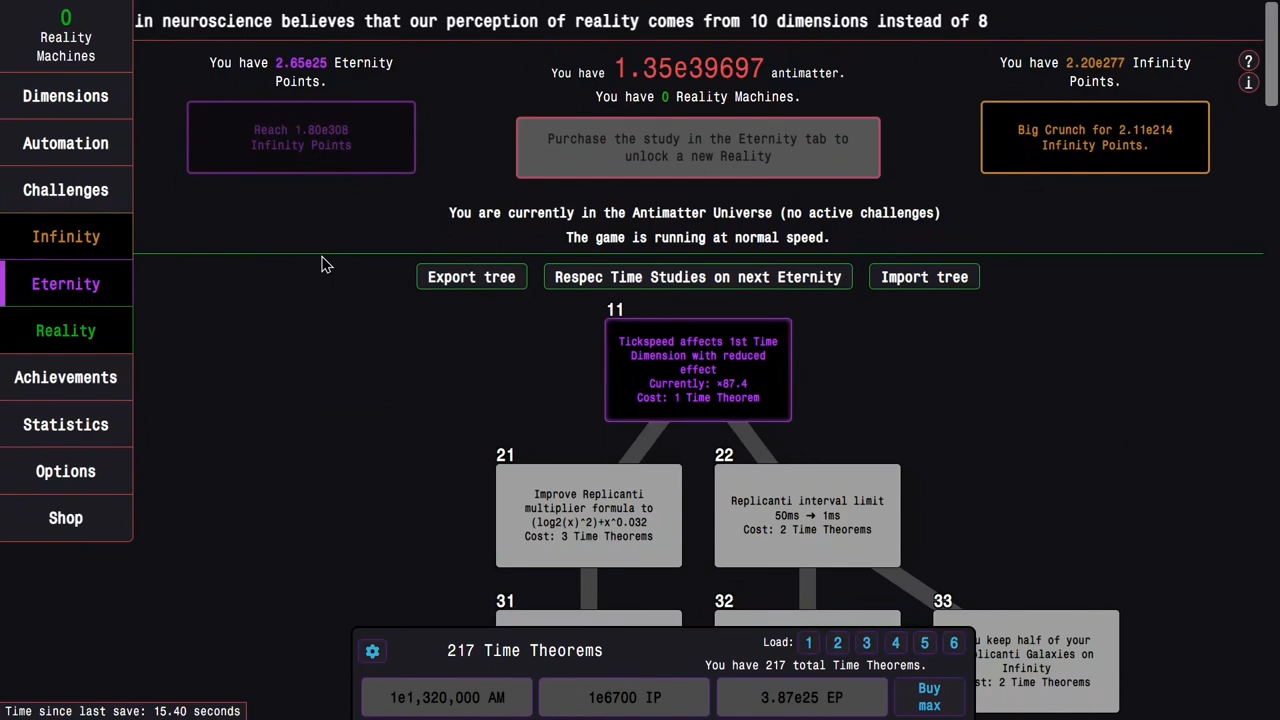 0
Reality
Machines
Dimensions
Automation
Challenges
Infinity
Eternity
Reality
Achievements
Statistics
Options
Shop
in neuroscience believes that our perception of reality comes from 10 dimensions instead of 8
You have 2.65e25 Eternity
Points.
Reach 1.80e308
Infinity Points
You have 1.35e39697 antimatter.
You have 0 Reality Machines.
Purchase the study in the Eternity tab to
unlock a new Reality
You have 2.20e277 Infinity
Points.
Big Crunch for 2.11e214
Infinity Points.
?
i
You are currently in the Antimatter Universe (no active challenges)
The game is running at normal speed.
Export tree
Respec Time Studies on next Eternity
Import tree
11
Tickspeed affects 1st Time
Dimension with reduced
effect
Currently: ×87.4
Cost: 1 Time Theorem
21
Improve Replicanti
multiplier formula to
(log2(x)^2)+x^0.032
Cost: 3 Time Theorems
22
Replicanti interval limit
50ms → 1ms
Cost: 2 Time Theorems
31
32
33
keep half of your
Galaxies on
Infinity
2 Time Theorems
217 Time Theorems
Load: 1 2 3 4 5 6
You have 217 total Time Theorems.
1e1,320,000 AM
1e6700 IP
3.87e25 EP
Buy
max
Time since last save: 15.40 seconds